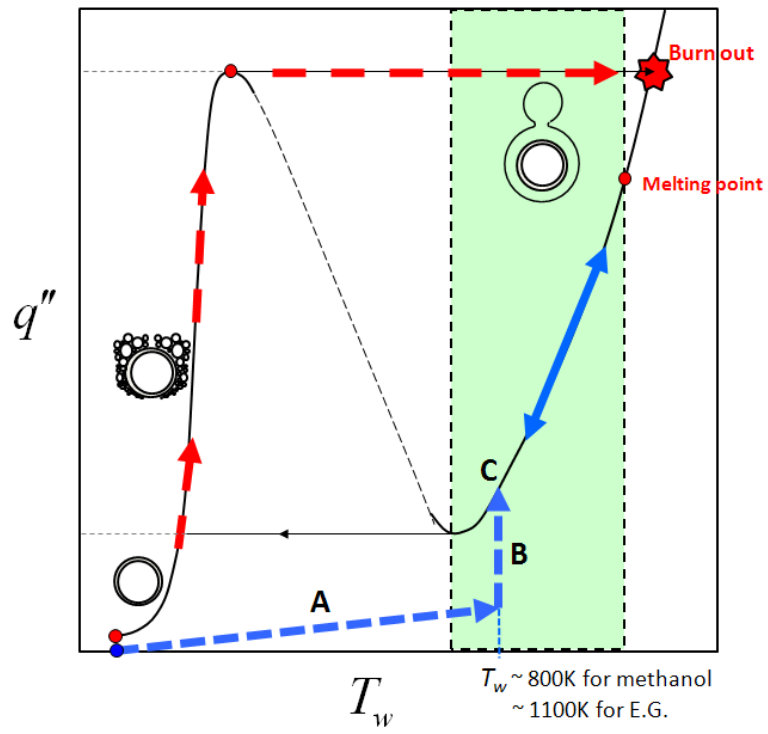 Burn out
Melting point
q″
C
B
A
T_w ~ 800K for methanol
~ 1100K for E.G.
T_w